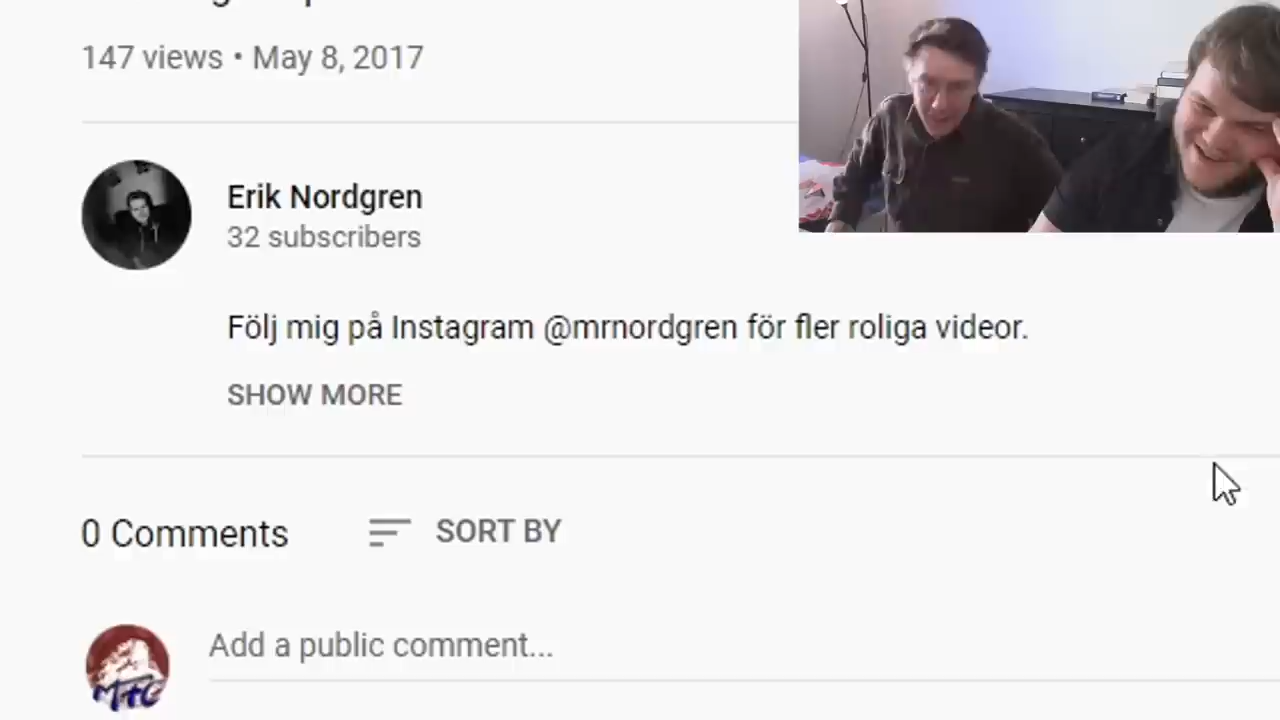 147 views • May 8, 2017
Erik Nordgren
32 subscribers
Följ mig på Instagram @mrnordgren för fler roliga videor.
SHOW MORE
0 Comments
SORT BY
Add a public comment...
MTG